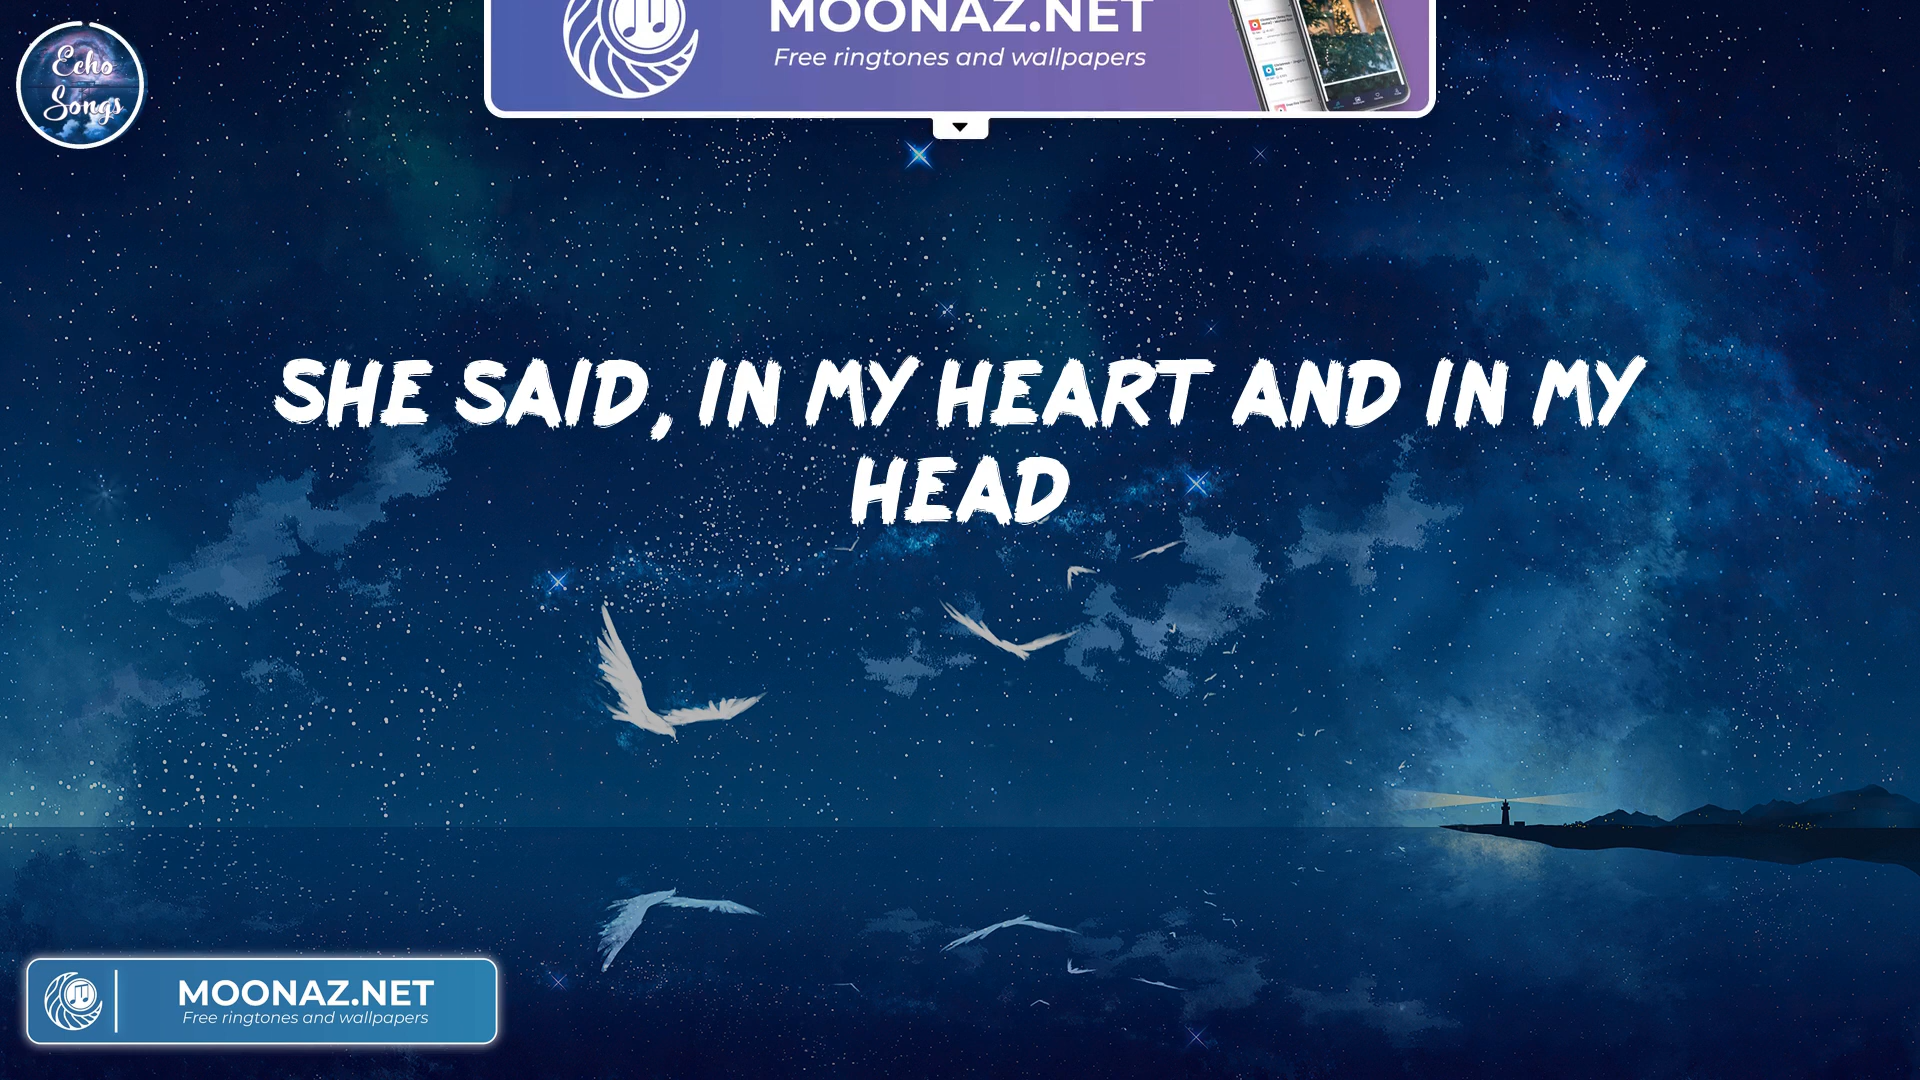 Echo
Songs
MOONAZ.NET
Free ringtones and wallpapers
SHE SAID, IN MY HEART AND IN MY
HEAD
MOONAZ.NET
Free ringtones and wallpapers